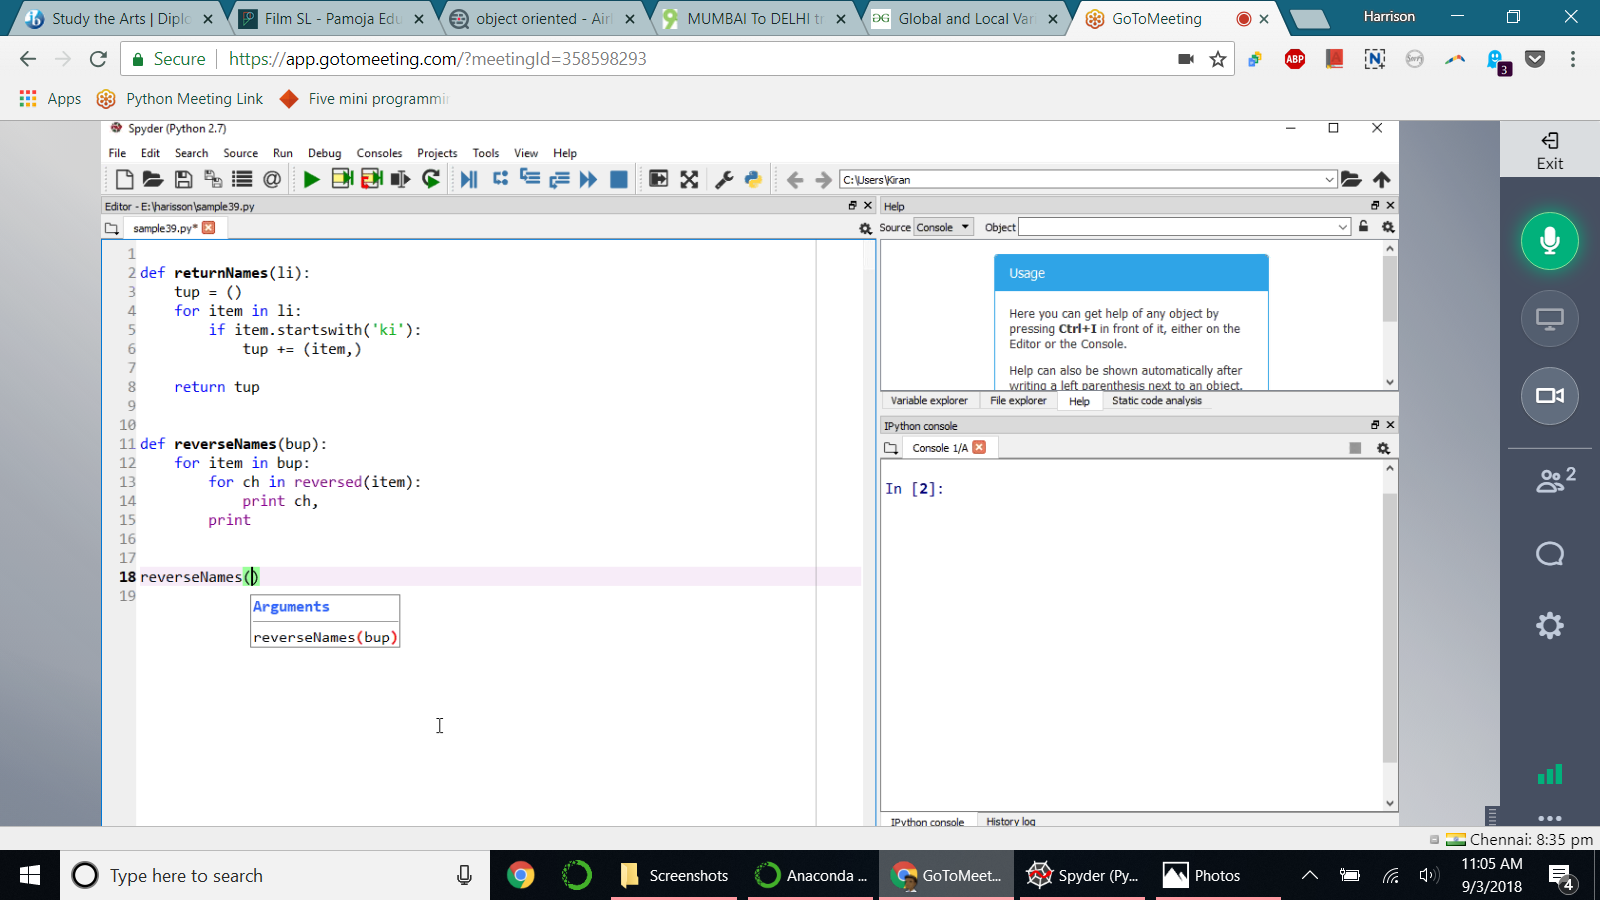 Study the Arts | Diplo
Film SL - Pamoja Edu
object oriented - Air
MUMBAI To DELHI tr
Global and Local Vari
GoToMeeting
Harrison
Secure
https://app.gotomeeting.com/?meetingId=358598293
ABP
N
3
Apps
Python Meeting Link
Five mini programmin
Spyder (Python 2.7)
File Edit Search Source Run Debug Consoles Projects Tools View Help
C:\Users\Kiran
Editor - E:\harisson\sample39.py
sample39.py*
1
2 def returnNames(li):
3 tup = ()
4 for item in li:
5 if item.startswith('ki'):
6 tup += (item,)
7
8 return tup
9
10
11 def reverseNames(bup):
12 for item in bup:
13 for ch in reversed(item):
14 print ch,
15 print
16
17
18 reverseNames()
19
Arguments
reverseNames(bup)
Help
Source Console Object
Usage
Here you can get help of any object by
pressing Ctrl+I in front of it, either on the
Editor or the Console.
Help can also be shown automatically after
writing a left parenthesis next to an object.
Variable explorer File explorer Help Static code analysis
IPython console
Console 1/A
In [2]:
IPython console History log
Exit
2
Chennai: 8:35 pm
Type here to search
Screenshots
Anaconda ...
GoToMeet...
Spyder (Py...
Photos
11:05 AM
9/3/2018
4